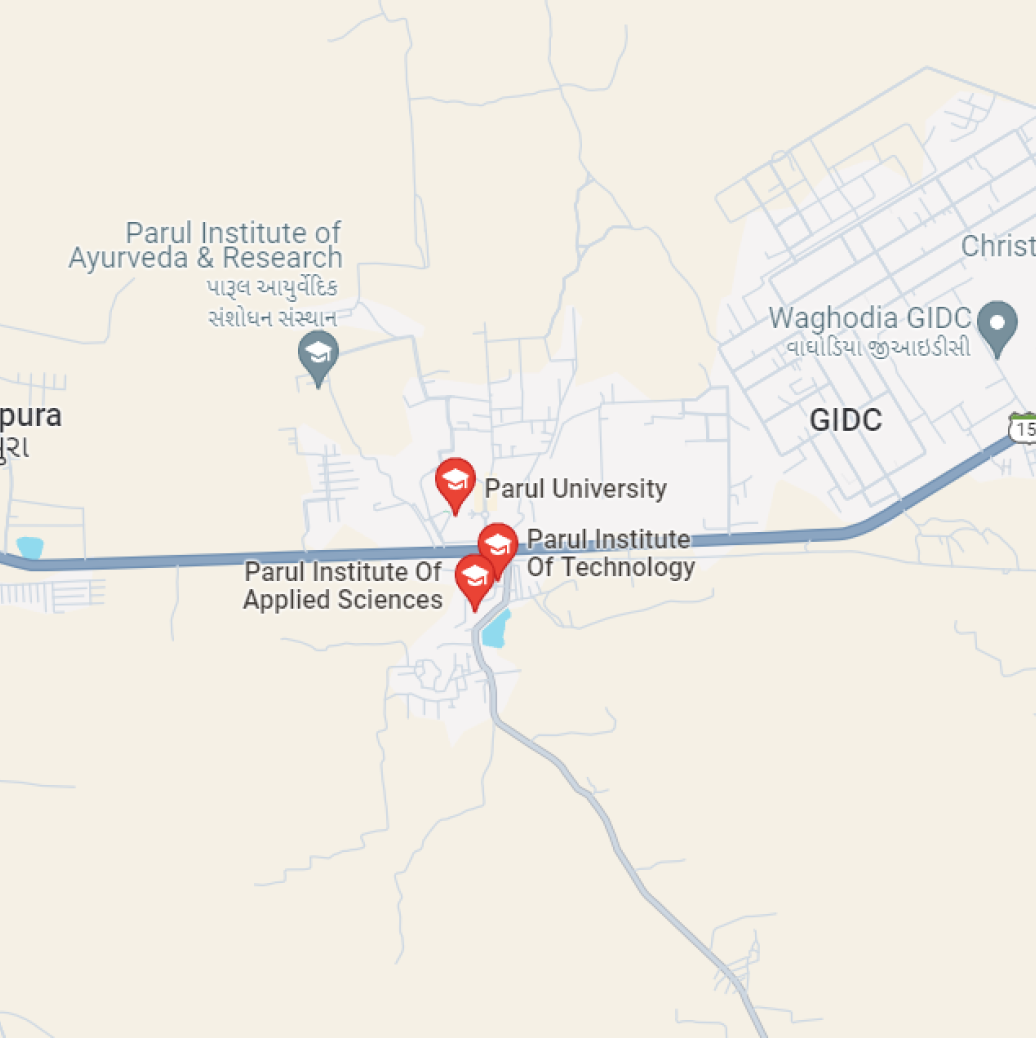 Parul Institute of
Ayurveda & Research
પારૂલ આયુર્વેદિક
સંશોધન સંસ્થાન
Christ
Waghodia GIDC
વાઘોડિયા જીઆઇડીસી
pura
GIDC
15
Parul University
Parul Institute
Of Technology
Parul Institute Of
Applied Sciences